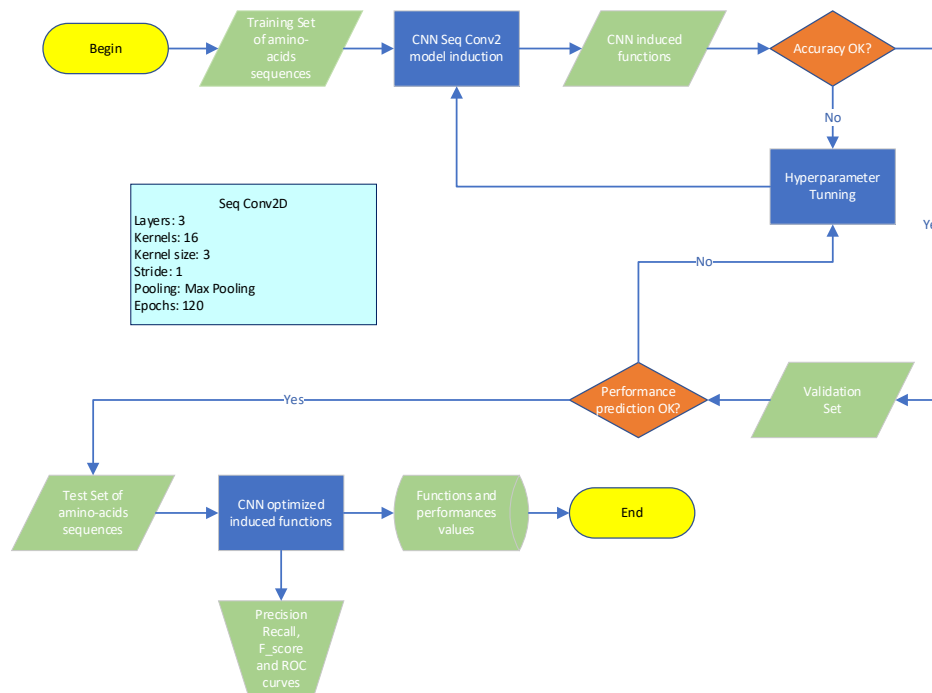 Begin
Training Set
of amino-
acids
sequences
CNN Seq Conv2
model induction
CNN induced
functions
Accuracy OK?
No
Hyperparameter
Tunning
Ye
Seq Conv2D
Layers: 3
Kernels: 16
Kernel size: 3
Stride: 1
Pooling: Max Pooling
Epochs: 120
No
Validation
Set
Performance
prediction OK?
Yes
Test Set of
amino-acids
sequences
CNN optimized
induced functions
Functions and
performances
values
End
Precision
Recall,
F_score
and ROC
curves